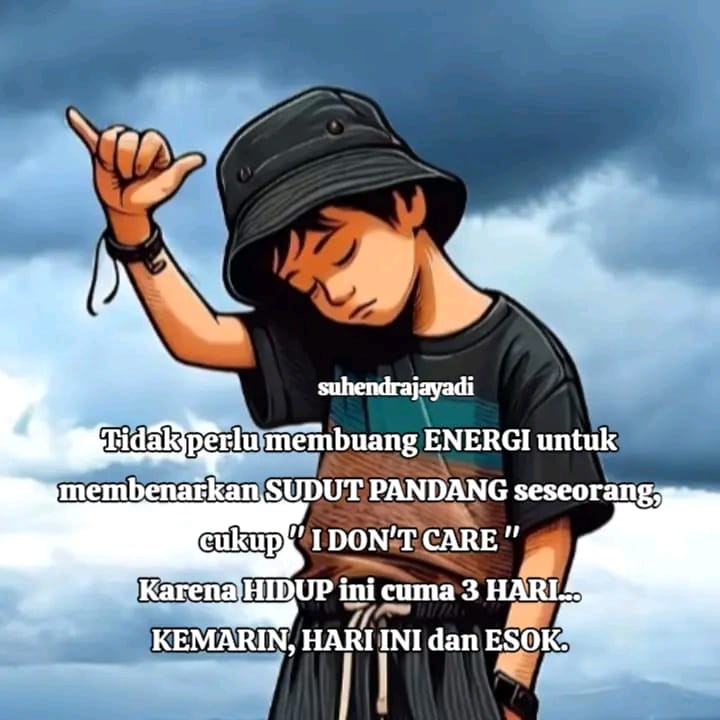 suhendrajayadi
Tidak perlu membuang ENERGI untuk
membenarkan SUDUT PANDANG seseorang,
cukup " I DON'T CARE "
Karena HIDUP ini cuma 3 HARI...
KEMARIN, HARI INI dan ESOK.